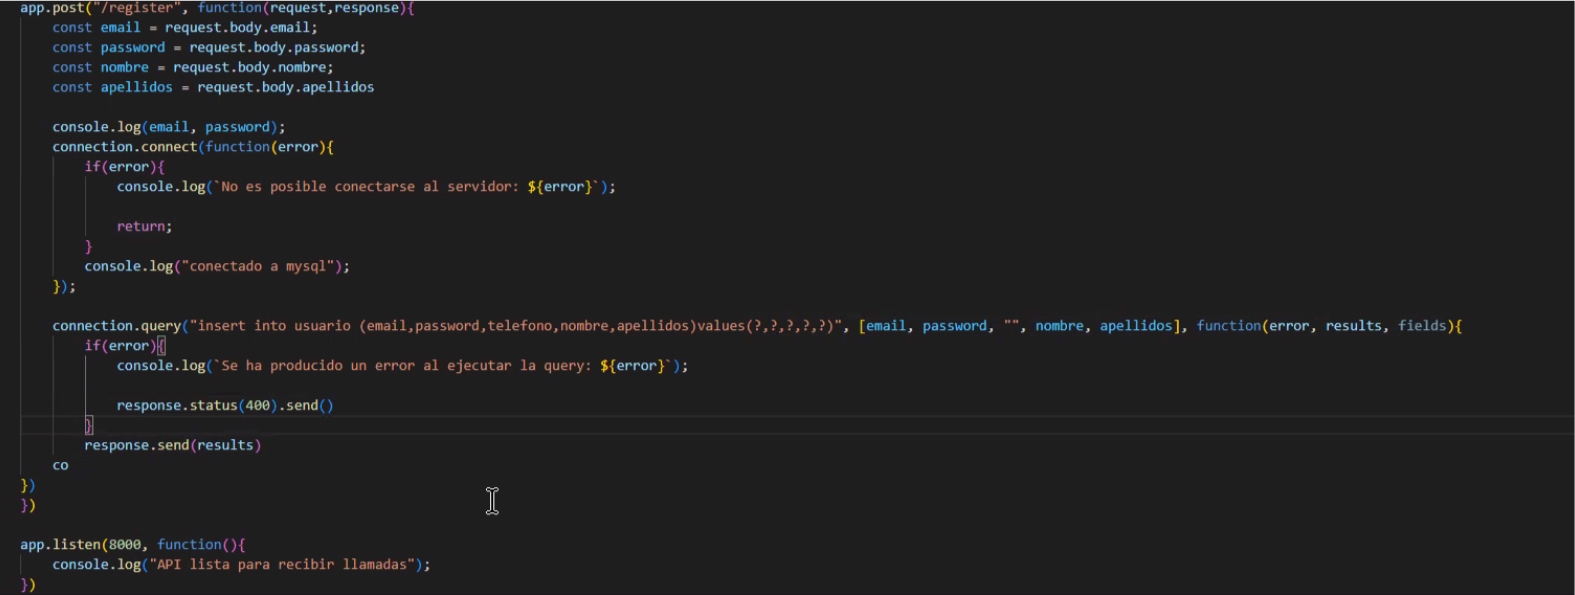 app.post("/register", function(request,response){
    const email = request.body.email;
    const password = request.body.password;
    const nombre = request.body.nombre;
    const apellidos = request.body.apellidos

    console.log(email, password);
    connection.connect(function(error){
        if(error){
            console.log(`No es posible conectarse al servidor: ${error}`);

            return;
        }
        console.log("conectado a mysql");
    });

    connection.query("insert into usuario (email,password,telefono,nombre,apellidos)values(?,?,?,?,?)", [email, password, "", nombre, apellidos], function(error, results, fields){
        if(error){
            console.log(`Se ha producido un error al ejecutar la query: ${error}`);

            response.status(400).send()
        }
        response.send(results)
    co
})
})

app.listen(8000, function(){
    console.log("API lista para recibir llamadas");
})